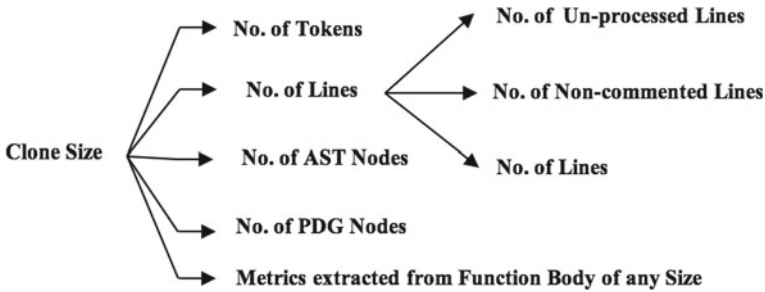 No. of Tokens
No. of Un-processed Lines
No. of Lines
No. of Non-commented Lines
Clone Size
No. of AST Nodes
No. of Lines
No. of PDG Nodes
Metrics extracted from Function Body of any Size